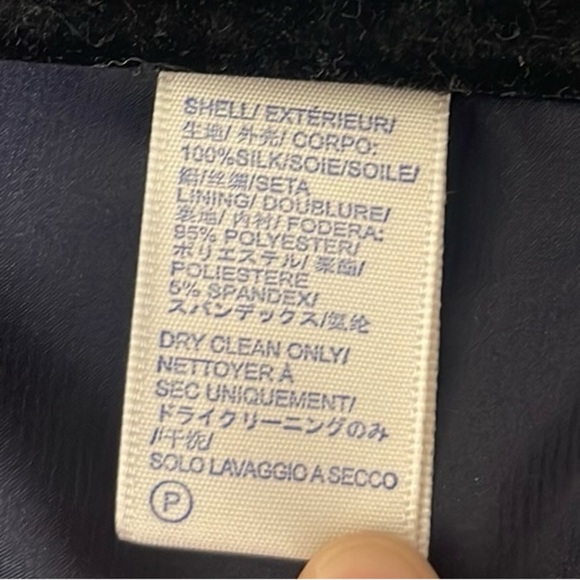 SHELL/ EXTÉRIEUR/
生地/ 外壳/ CORPO:
100%SILK/SOIE/SOILE/
絹/丝绸/SETA
LINING/ DOUBLURE/
裏地/ 内衬/ FODERA:
95% POLYESTER/
ポリエステル/ 聚酯/
POLIESTERE
5% SPANDEX/
スパンデックス/氨纶
DRY CLEAN ONLY/
NETTOYER À
SEC UNIQUEMENT/
ドライクリーニングのみ
/干洗/
SOLO LAVAGGIO A SECCO
P